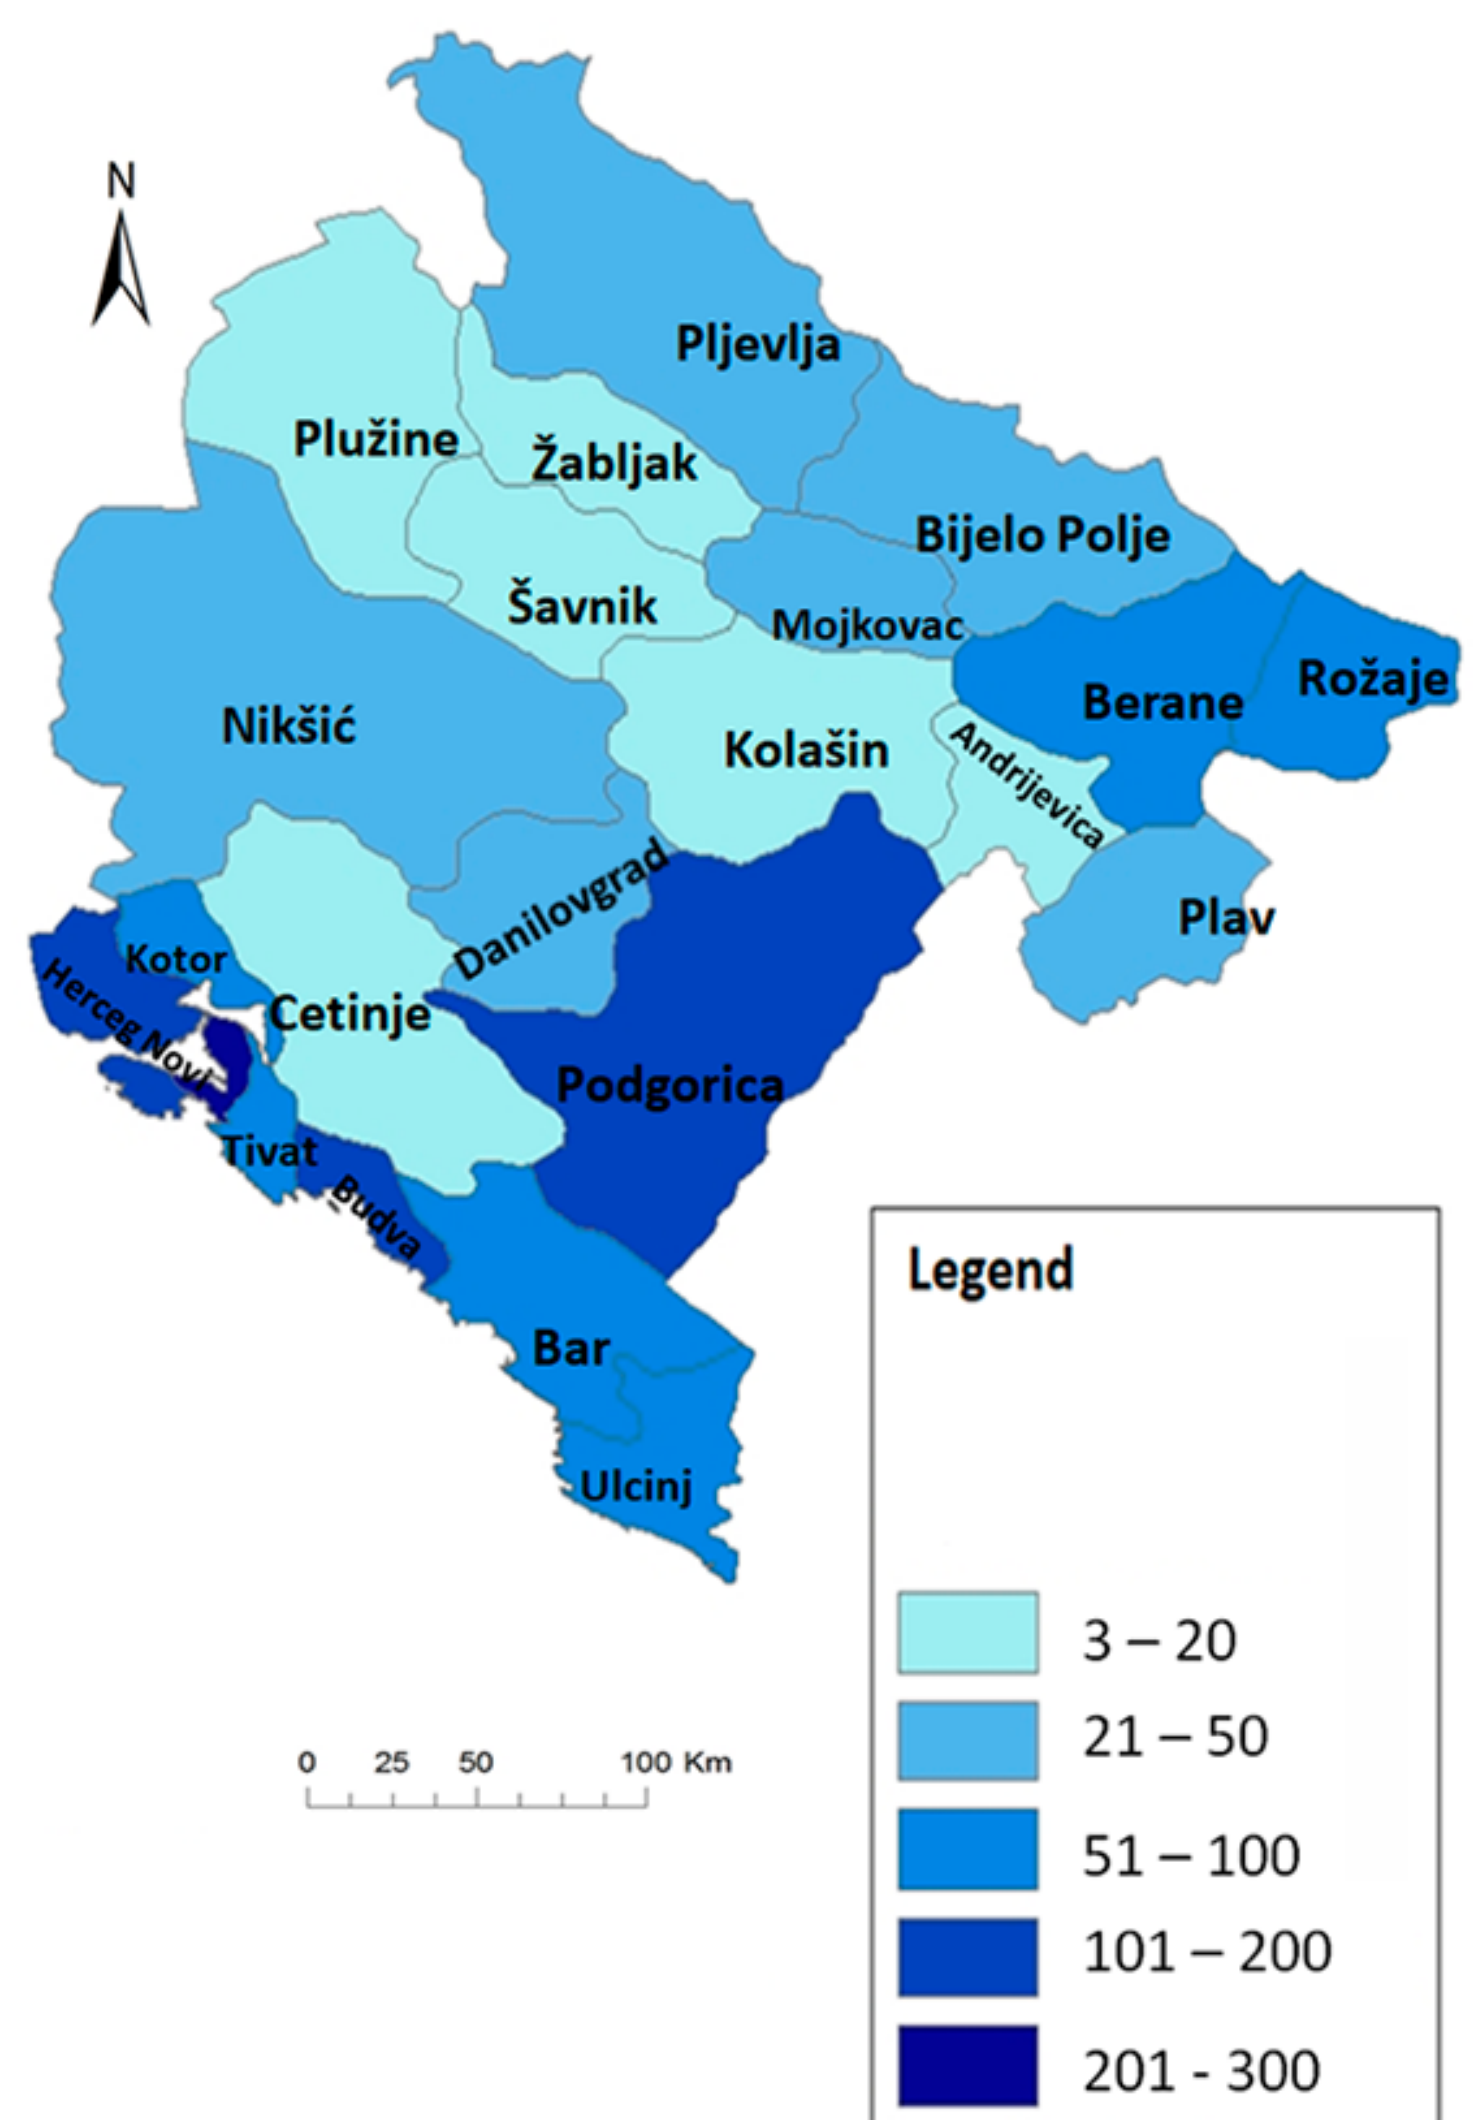 N
Pljevlja
Plužine
Žabljak
Bijelo Polje
Šavnik
Mojkovac
Rožaje
Berane
Nikšić
Kolašin
Andrijevica
Danilovgrad
Plav
Kotor
Herceg Novi
Cetinje
Podgorica
Tivat
Budva
Bar
Ulcinj
Legend
3 – 20
21 – 50
51 – 100
101 – 200
201 - 300
0 25 50 100 Km